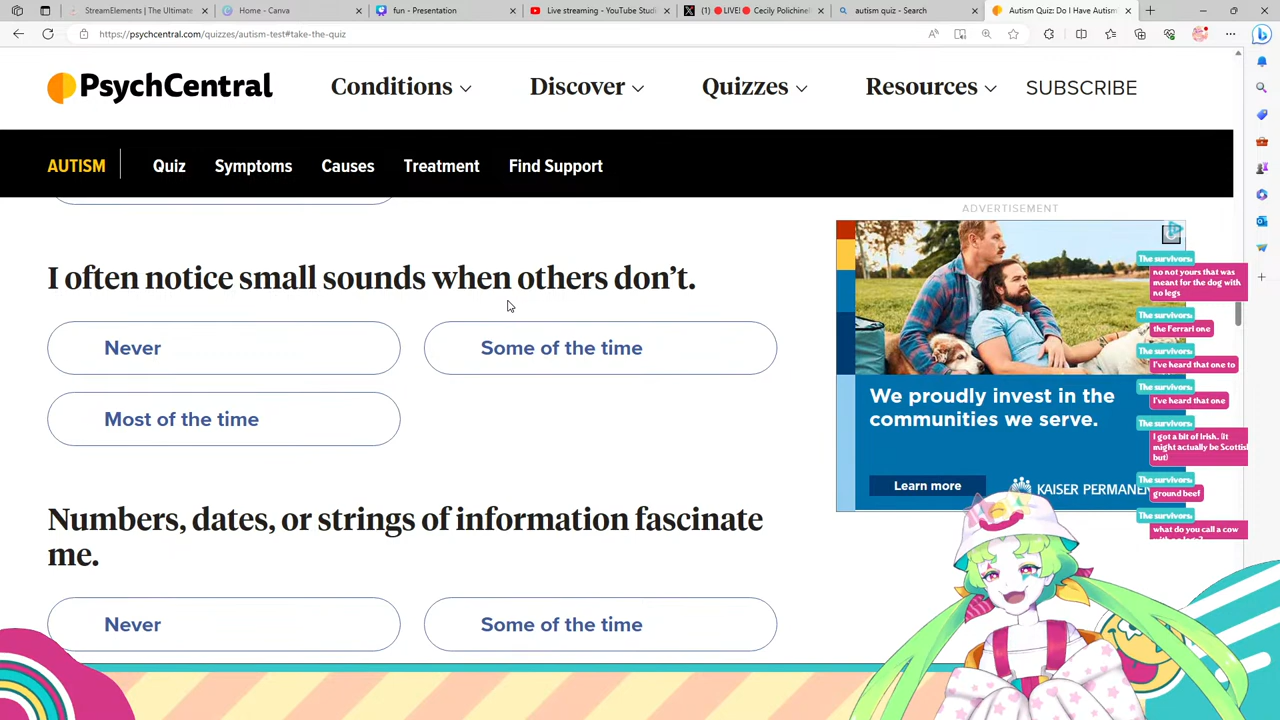 StreamElements | The Ultimate
Home - Canva
fun - Presentation
Live streaming - YouTube Studi
(1) 🔴LIVE! 🔴 Cecily Polichinel
autism quiz - Search
Autism Quiz: Do I Have Autism
https://psychcentral.com/quizzes/autism-test#take-the-quiz
PsychCentral
Conditions
Discover
Quizzes
Resources
SUBSCRIBE
AUTISM
Quiz
Symptoms
Causes
Treatment
Find Support
I often notice small sounds when others don’t.
Never
Some of the time
Most of the time
Numbers, dates, or strings of information fascinate
me.
Never
Some of the time
ADVERTISEMENT
We proudly invest in the
communities we serve.
Learn more
KAISER PERMANEN
The survivors:
no not yours that was
meant for the dog with
no legs
The survivors:
the Ferrari one
The survivors:
I've heard that one to
The survivors:
I've heard that one
The survivors:
I got a bit of Irish. (It
might actually be Scottis
but)
The survivors:
ground beef
The survivors:
what do you call a cow